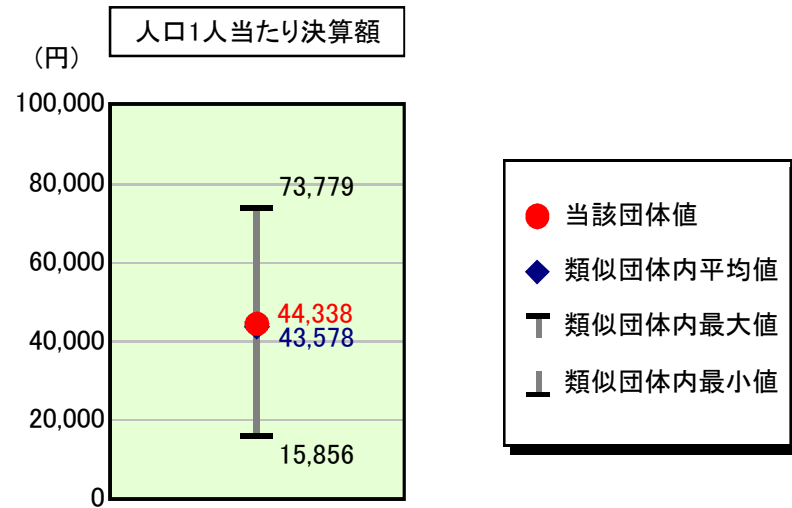 人口1人当たり決算額
(円)
100,000
80,000
60,000
40,000
20,000
0
73,779
44,338
43,578
15,856
当該団体値
類似団体内平均値
類似団体内最大値
類似団体内最小値